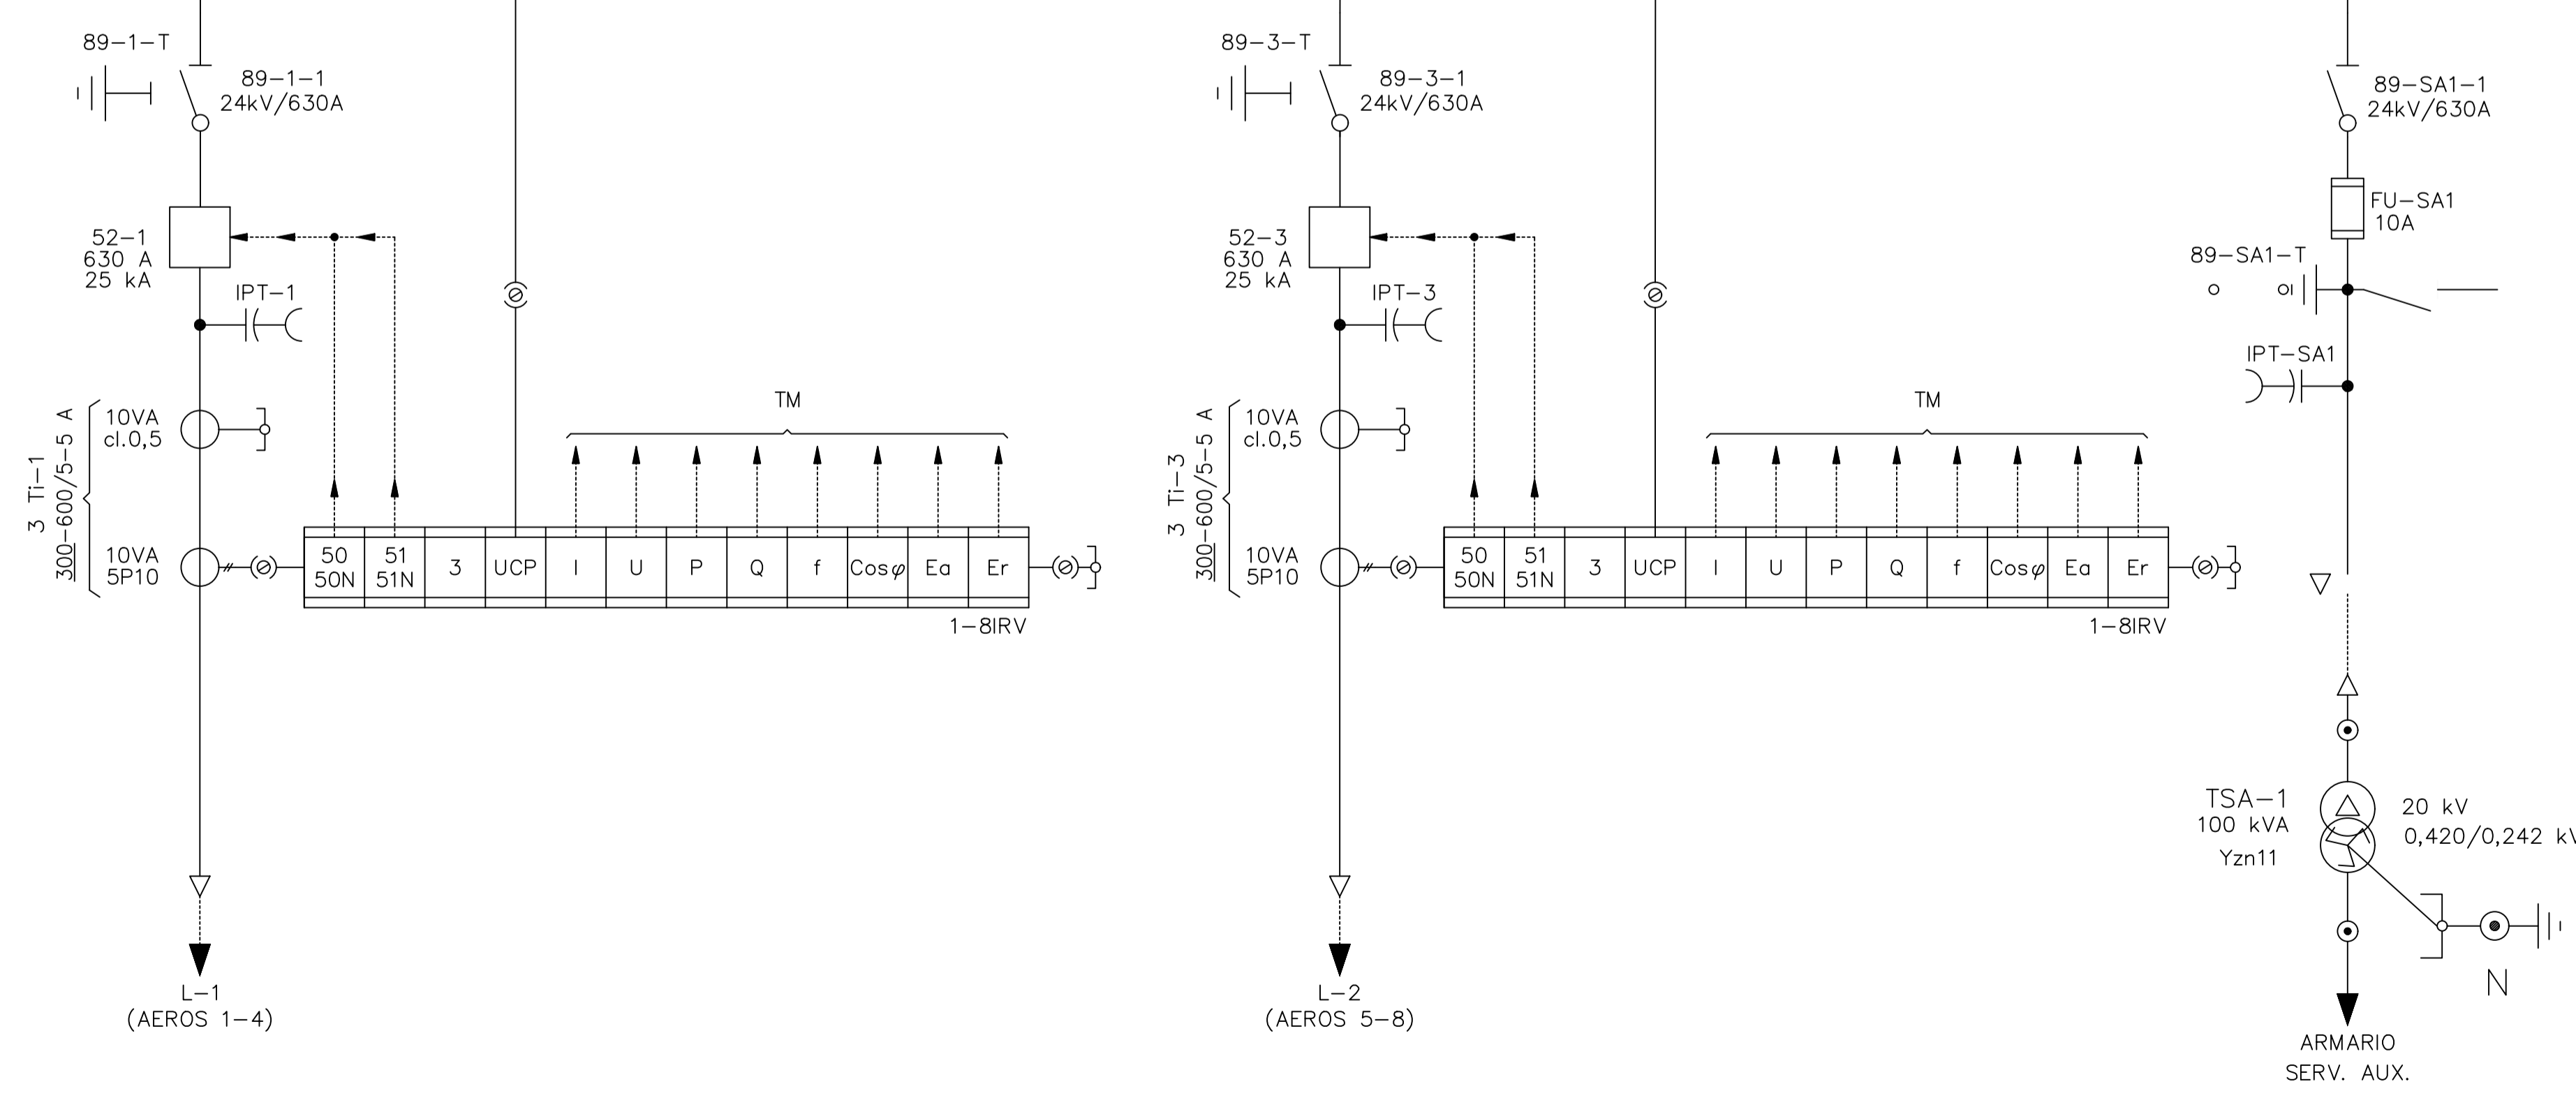 89-1-T
89-1-1
24kV/630A
52-1
630 A
25 kA
IPT-1
3 Ti-1
300-600/5-5 A
10VA
cl.0,5
10VA
5P10
TM
50
50N
51
51N
3
UCP
I
U
P
Q
f
Cosφ
Ea
Er
1-8IRV
L-1
(AEROS 1-4)
89-3-T
89-3-1
24kV/630A
52-3
630 A
25 kA
IPT-3
3 Ti-3
300-600/5-5 A
10VA
cl.0,5
10VA
5P10
TM
50
50N
51
51N
3
UCP
I
U
P
Q
f
Cosφ
Ea
Er
1-8IRV
L-2
(AEROS 5-8)
89-SA1-1
24kV/630A
FU-SA1
10A
89-SA1-T
IPT-SA1
TSA-1
100 kVA
Yzn11
20 kV
0,420/0,242 kV
N
ARMARIO
SERV. AUX.